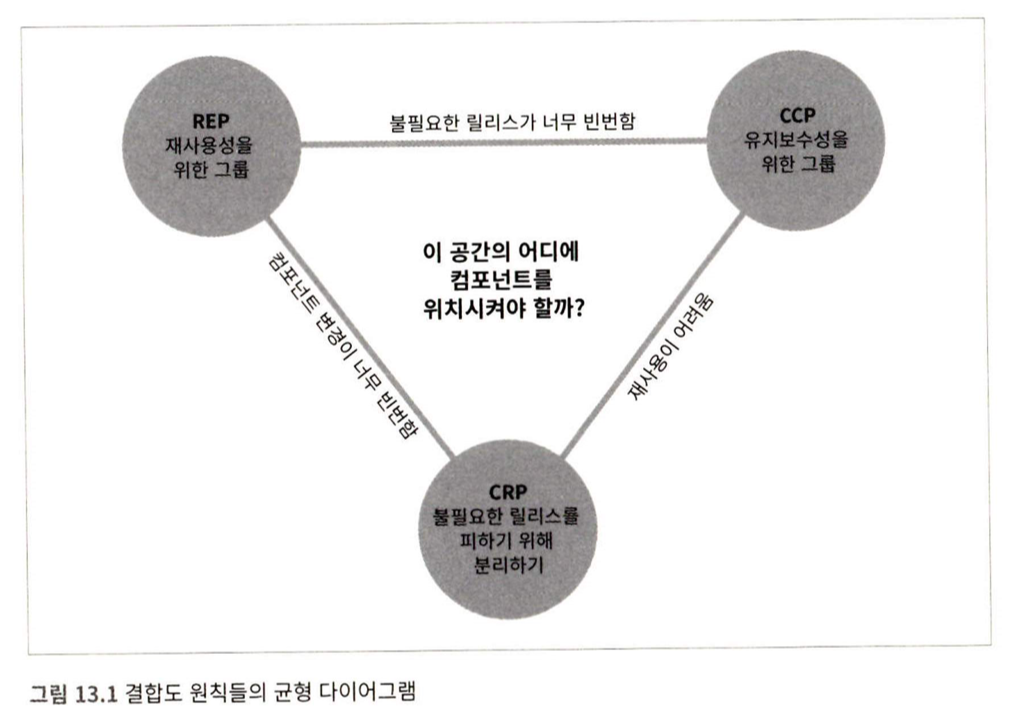 REP
재사용성을
위한 그룹
불필요한 릴리스가 너무 빈번함
CCP
유지보수성을
위한 그룹
이 공간의 어디에
컴포넌트를
위치시켜야 할까?
컴포넌트 변경이 너무 빈번함
재사용이 어려움
CRP
불필요한 릴리스를
피하기 위해
분리하기
그림 13.1 결합도 원칙들의 균형 다이어그램